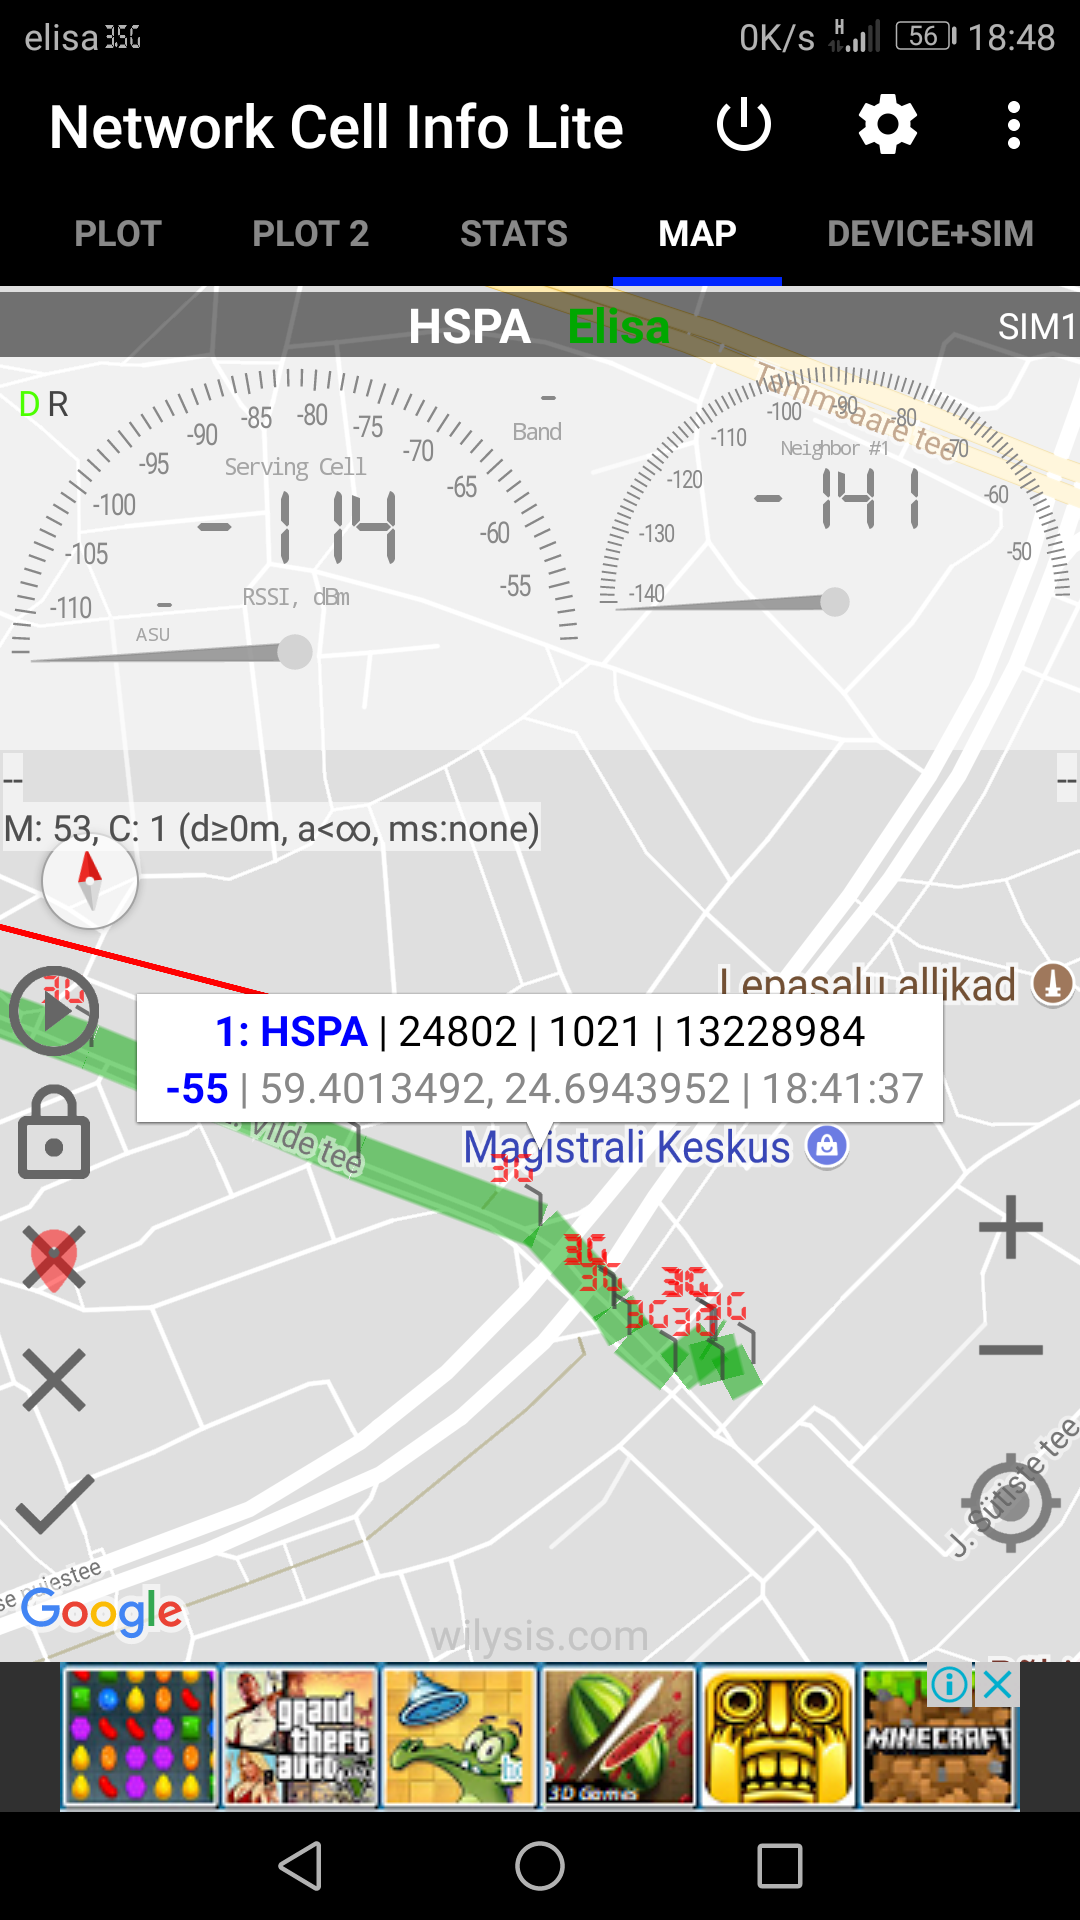 elisa 3.5G 0K/s H 56 18:48
Network Cell Info Lite
PLOT PLOT 2 STATS MAP DEVICE+SIM
HSPA Elisa SIM1
D R
-110 -105 -100 -95 -90 -85 -80 -75 -70 -65 -60 -55
Serving Cell
-114
RSSI, dBm
-
ASU
-
Band
-140 -130 -120 -110 -100 -90 -80 -70 -60 -50
Neighbor #1
-141
Tammsaare tee
-- --
M: 53, C: 1 (d≥0m, a<∞, ms:none)
Lepasalu allikad
3G
1: HSPA | 24802 | 1021 | 13228984
-55 | 59.4013492, 24.6943952 | 18:41:37
Vilde tee
Magistrali Keskus
3G
3G
3G
3G
3G
3G
3G
J. Sütiste tee
puiestee
Google
wilysis.com
grand
theft
auto
3D Games
MINECRAFT